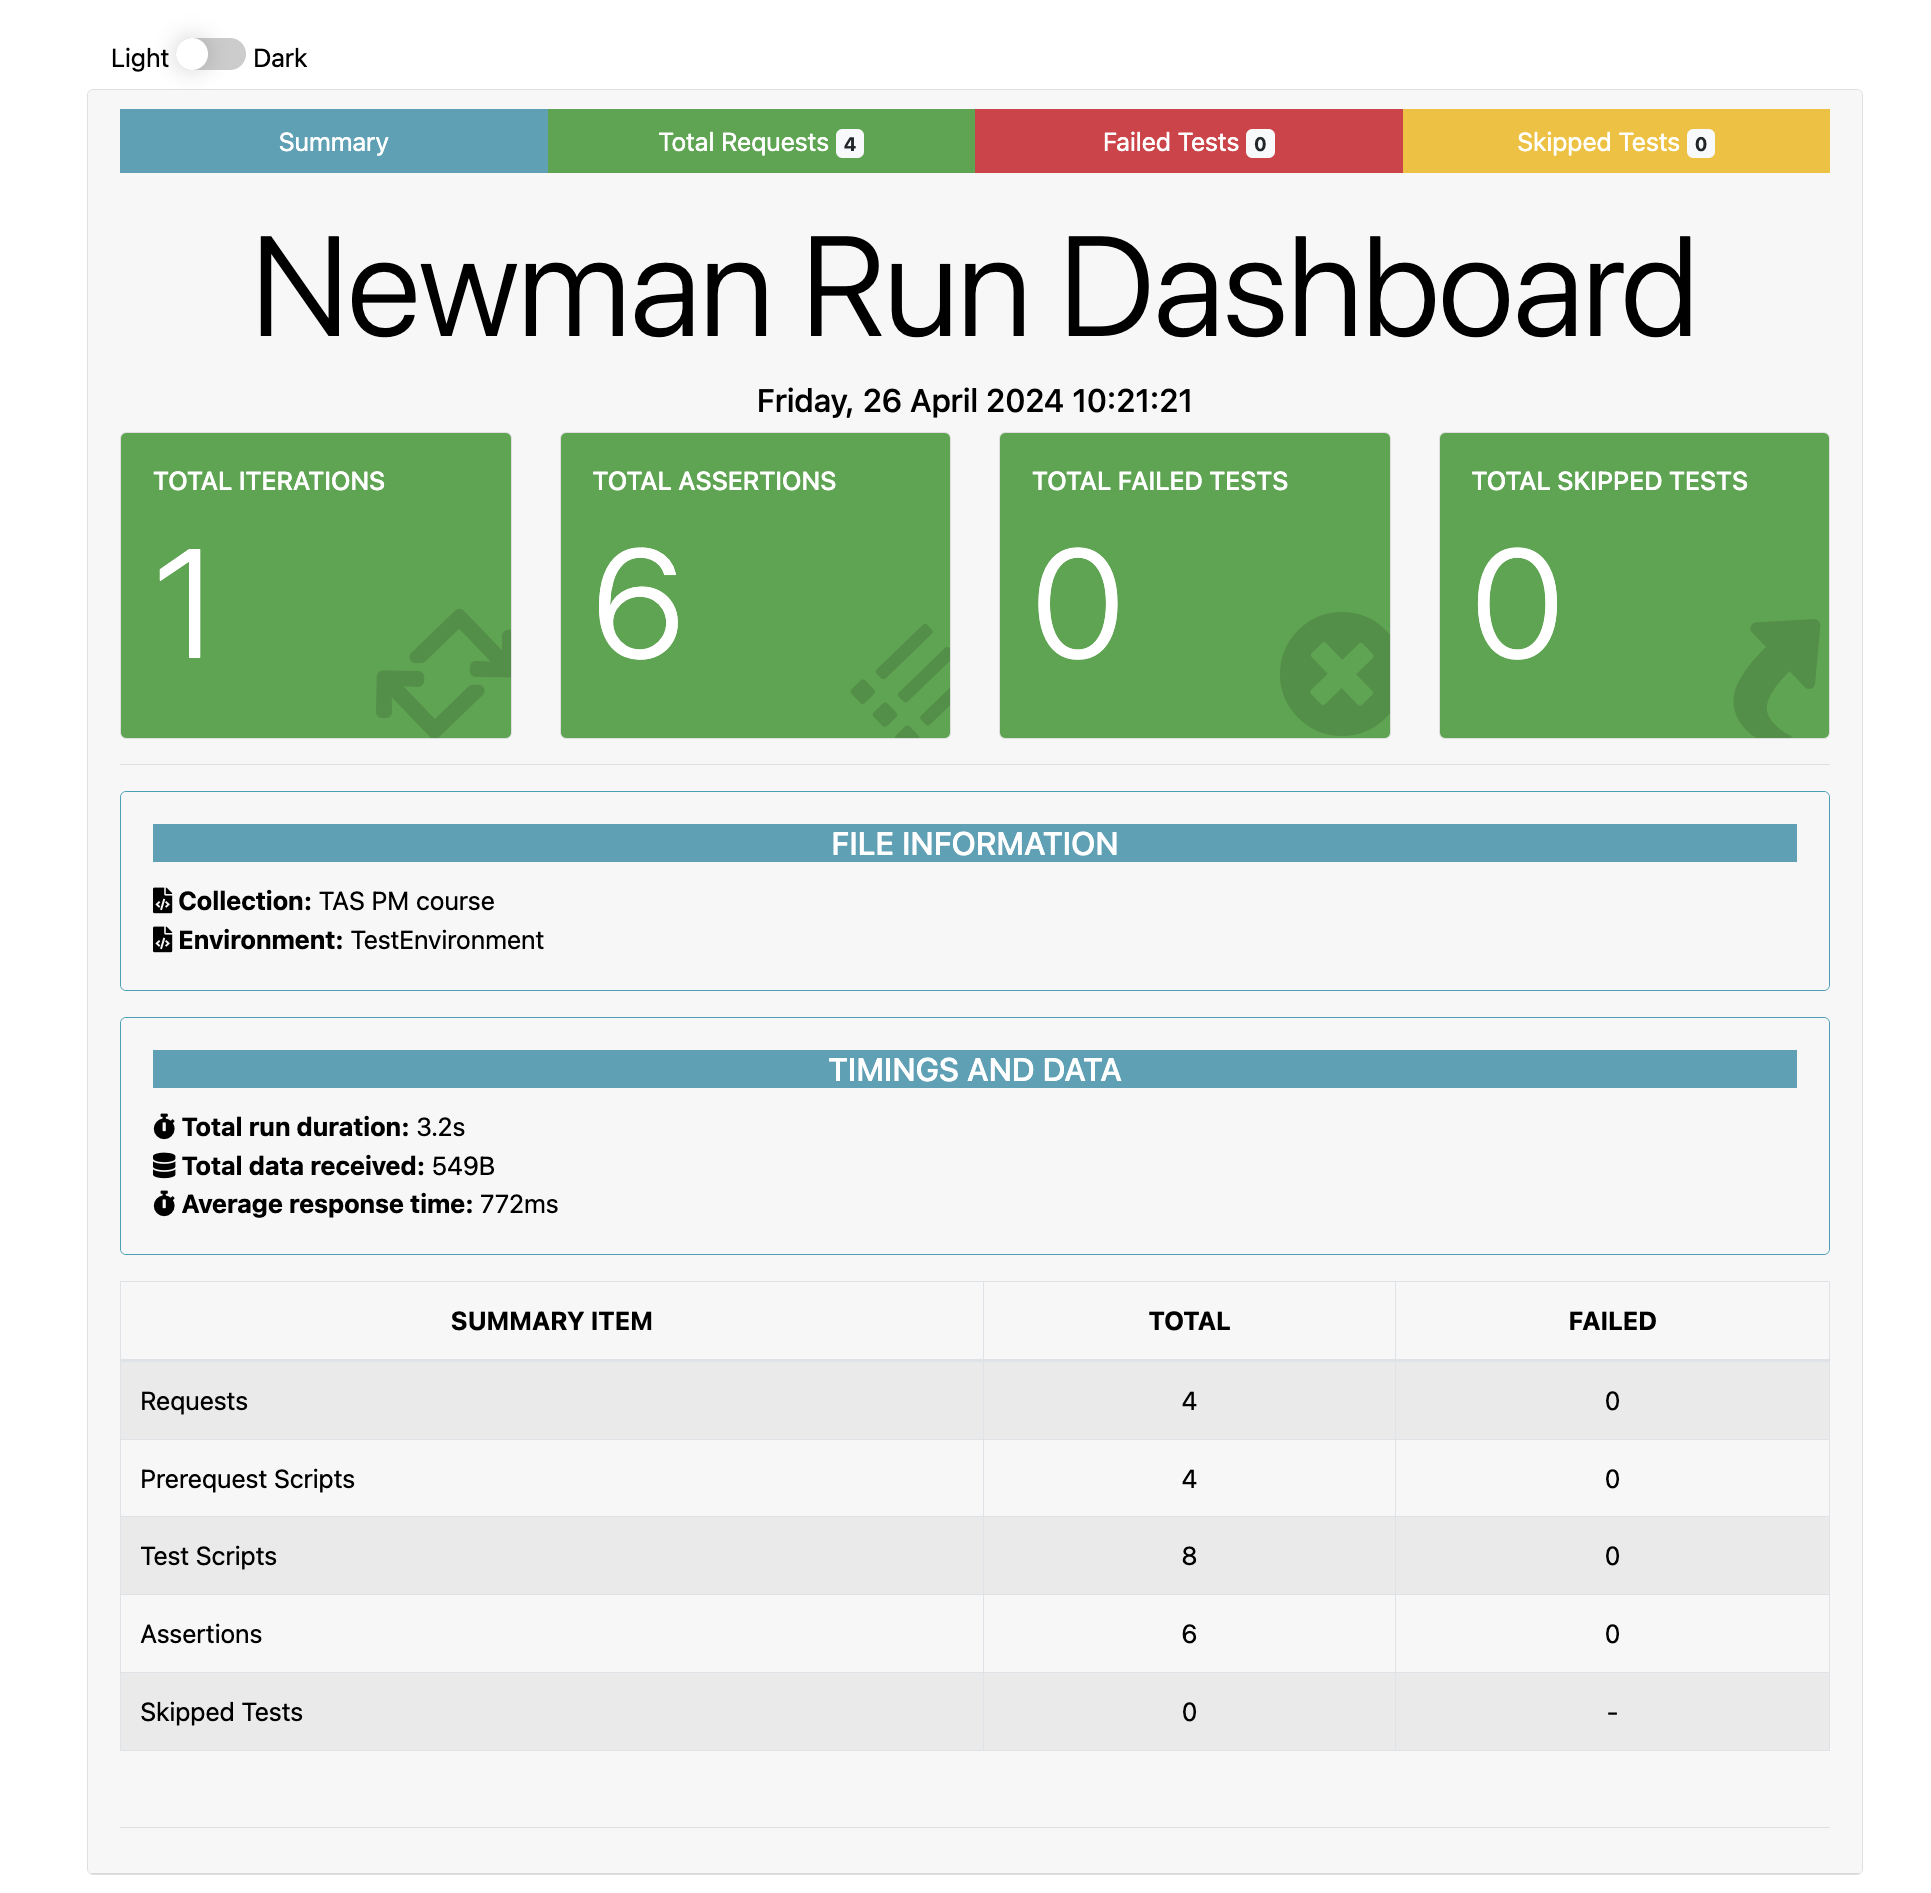 Light Dark
Summary Total Requests 4 Failed Tests 0 Skipped Tests 0
Newman Run Dashboard
Friday, 26 April 2024 10:21:21
TOTAL ITERATIONS TOTAL ASSERTIONS TOTAL FAILED TESTS TOTAL SKIPPED TESTS
1 6 0 0
FILE INFORMATION
Collection: TAS PM course
Environment: TestEnvironment
TIMINGS AND DATA
Total run duration: 3.2s
Total data received: 549B
Average response time: 772ms
SUMMARY ITEM TOTAL FAILED
Requests 4 0
Prerequest Scripts 4 0
Test Scripts 8 0
Assertions 6 0
Skipped Tests 0 -